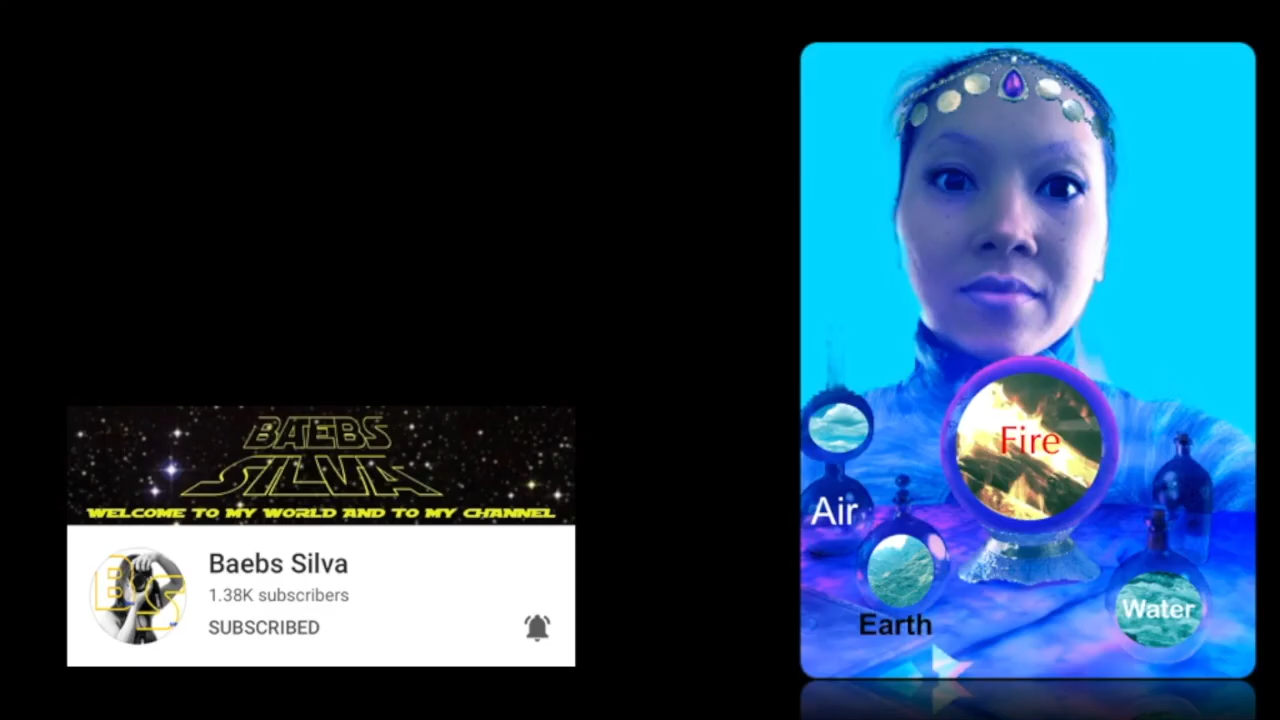 BAEBS
SILVA
WELCOME TO MY WORLD AND TO MY CHANNEL
Baebs Silva
1.38K subscribers
SUBSCRIBED
BS
Fire
Air
Earth
Water